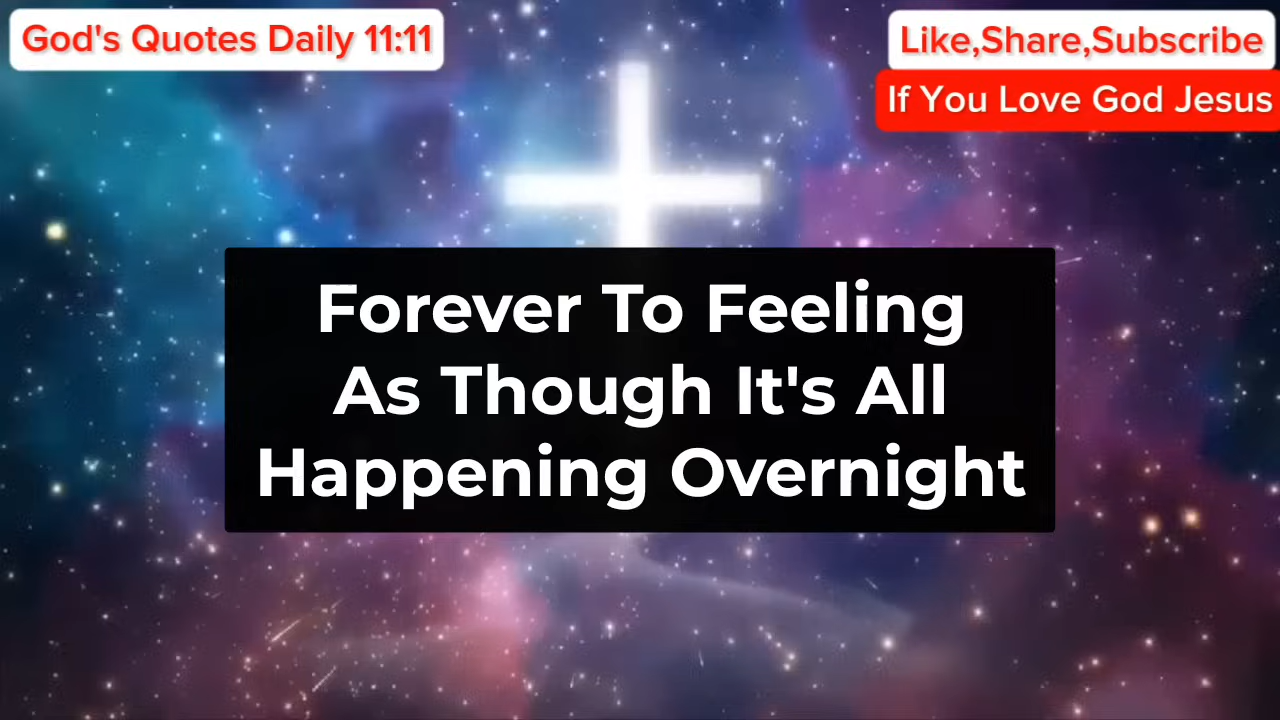 God's Quotes Daily 11:11
Like,Share,Subscribe
If You Love God Jesus
Forever To Feeling
As Though It's All
Happening Overnight